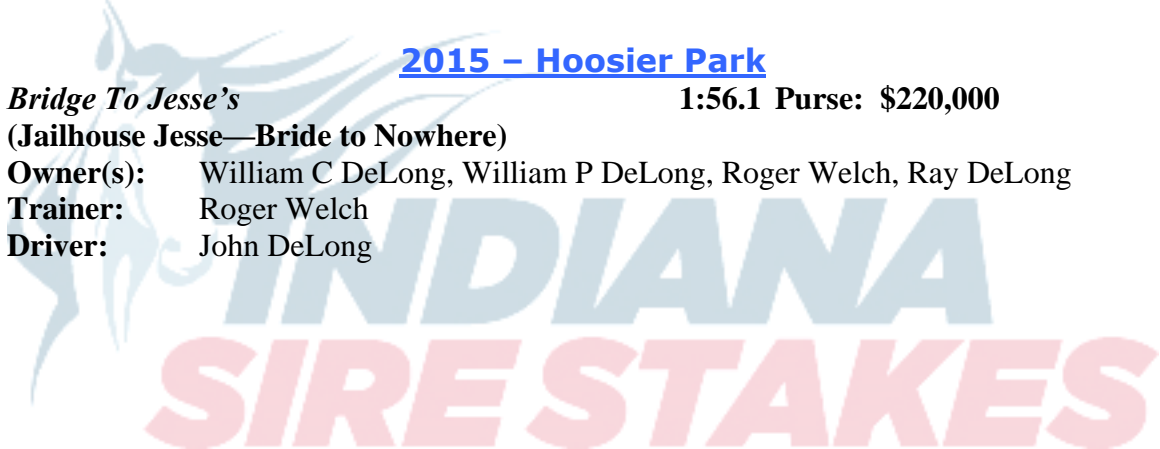 2015 – Hoosier Park
Bridge To Jesse's 1:56.1 Purse: $220,000
(Jailhouse Jesse—Bride to Nowhere)
Owner(s): William C DeLong, William P DeLong, Roger Welch, Ray DeLong
Trainer: Roger Welch
Driver: John DeLong
INDIANA
SIRE STAKES